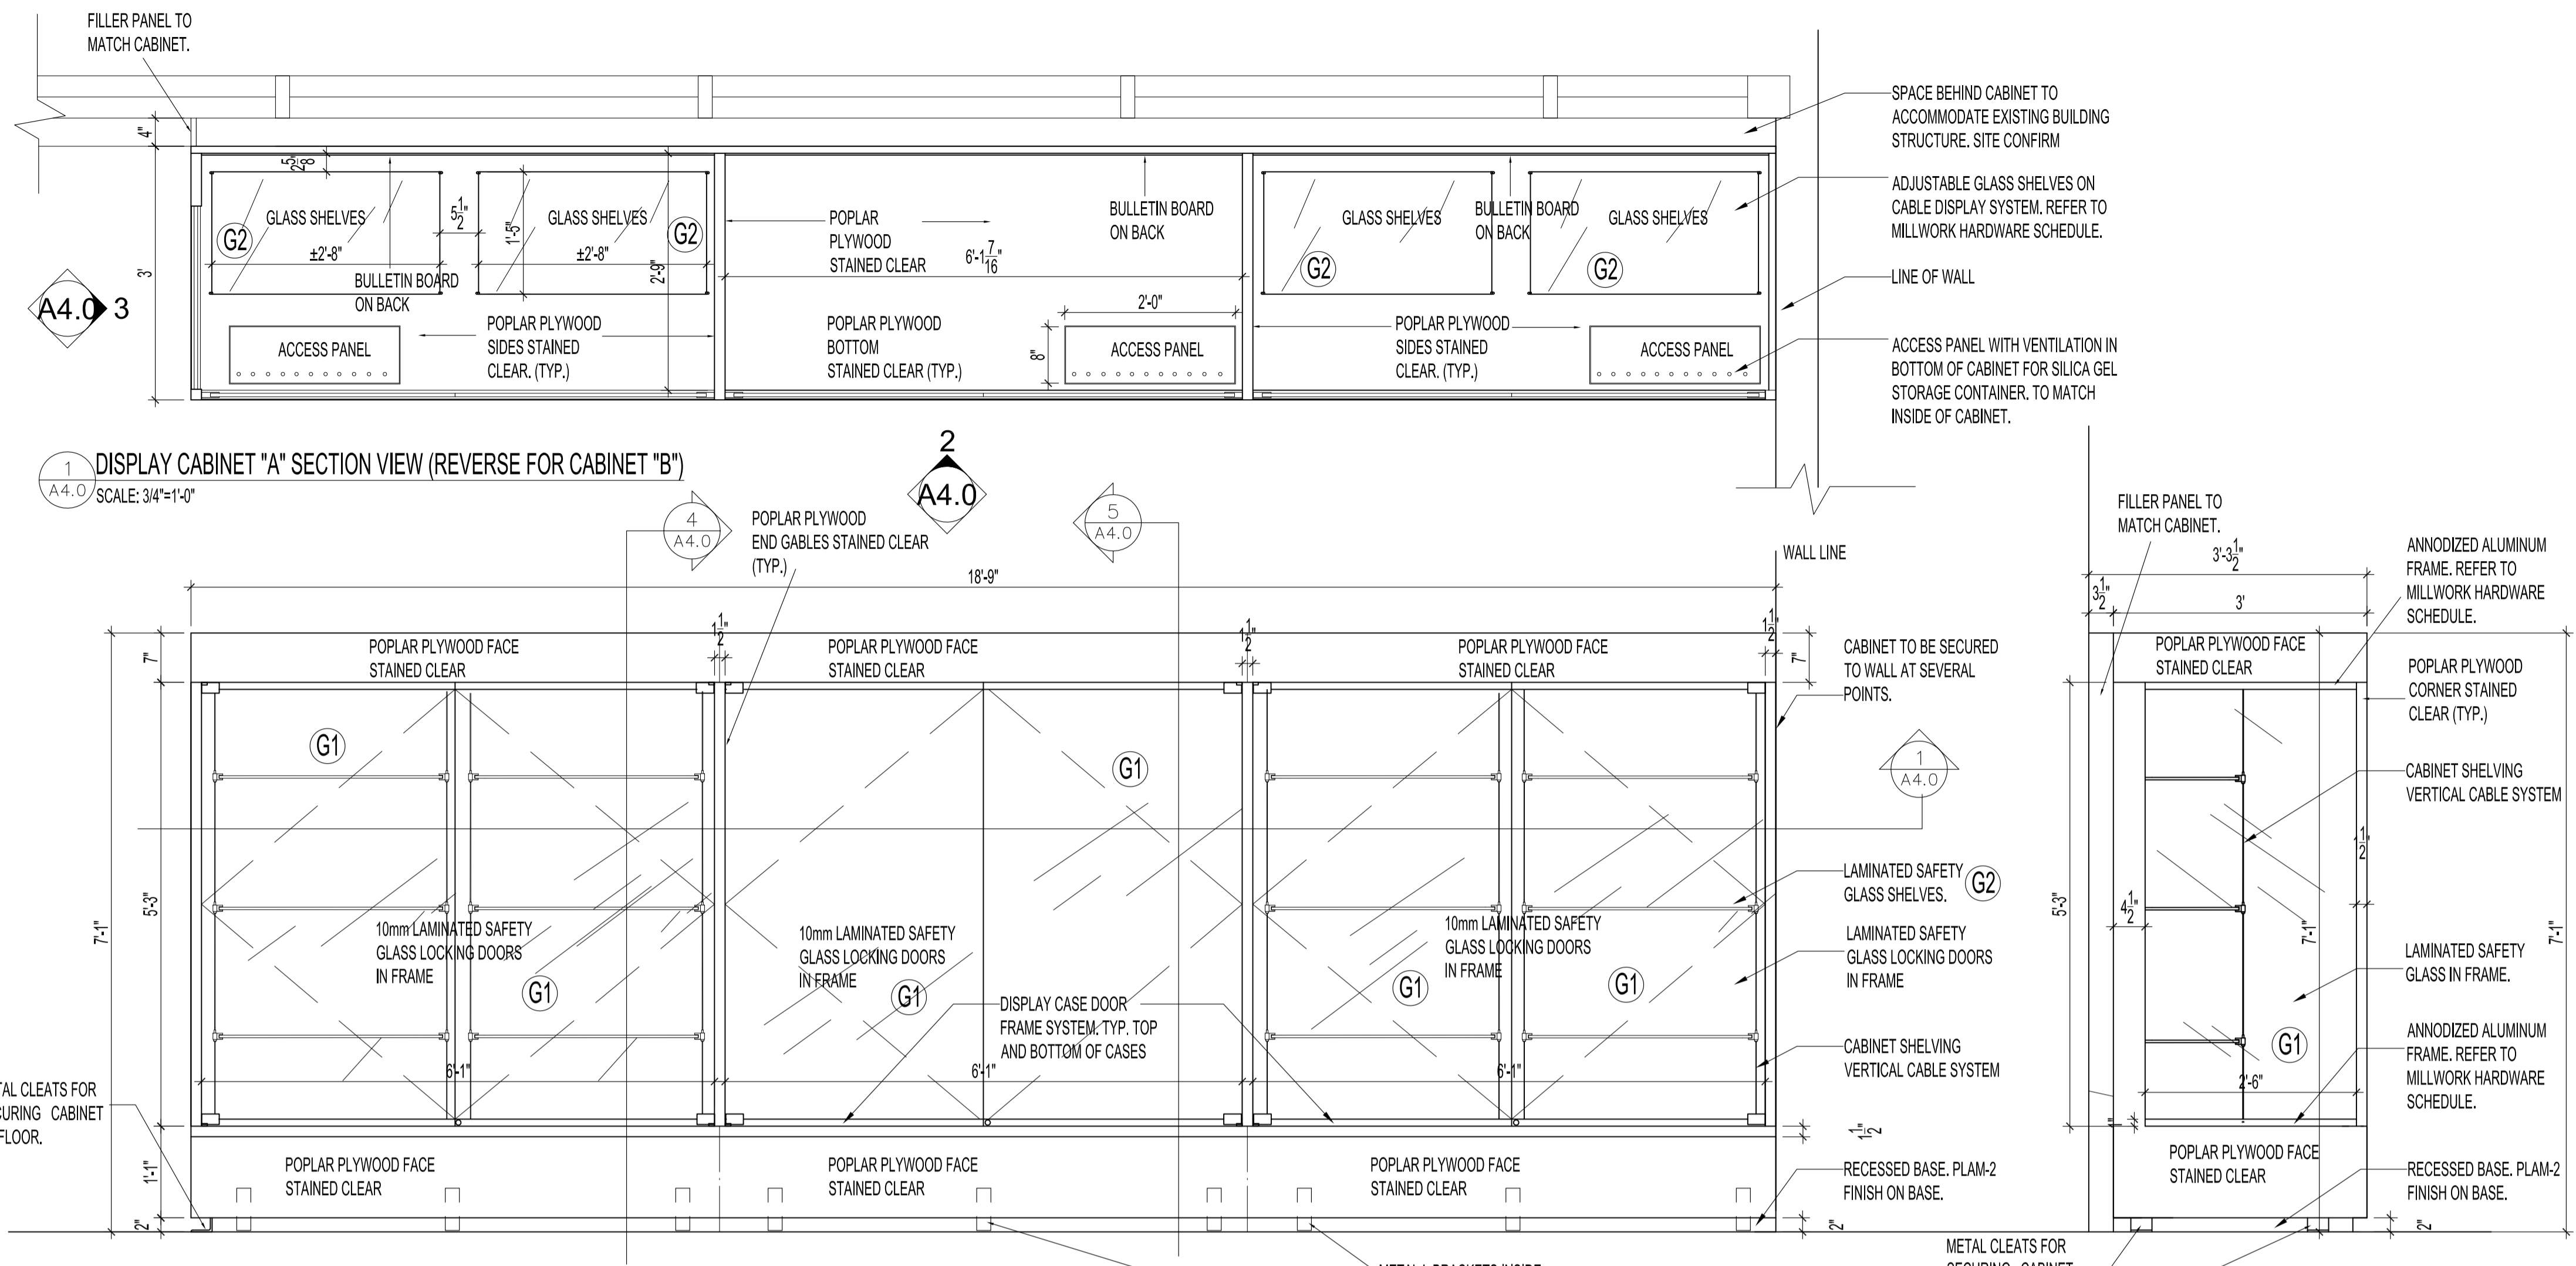 FILLER PANEL TO
MATCH CABINET.
4"
3'
2 5/8
GLASS SHELVES
G2
±2'-8"
5 1/2"
1'-5"
GLASS SHELVES
G2
±2'-8"
2'-9"
BULLETIN BOARD
ON BACK
POPLAR
PLYWOOD
STAINED CLEAR
6'-1 7/16"
BULLETIN BOARD
ON BACK
GLASS SHELVES
G2
BULLETIN BOARD
ON BACK
GLASS SHELVES
G2
A4.0
3
ACCESS PANEL
POPLAR PLYWOOD
SIDES STAINED
CLEAR. (TYP.)
POPLAR PLYWOOD
BOTTOM
STAINED CLEAR (TYP.)
2'-0"
8"
ACCESS PANEL
POPLAR PLYWOOD
SIDES STAINED
CLEAR. (TYP.)
ACCESS PANEL
SPACE BEHIND CABINET TO
ACCOMMODATE EXISTING BUILDING
STRUCTURE. SITE CONFIRM
ADJUSTABLE GLASS SHELVES ON
CABLE DISPLAY SYSTEM. REFER TO
MILLWORK HARDWARE SCHEDULE.
LINE OF WALL
ACCESS PANEL WITH VENTILATION IN
BOTTOM OF CABINET FOR SILICA GEL
STORAGE CONTAINER. TO MATCH
INSIDE OF CABINET.
1
A4.0
DISPLAY CABINET "A" SECTION VIEW (REVERSE FOR CABINET "B")
SCALE: 3/4"=1'-0"
2
A4.0
4
A4.0
5
A4.0
POPLAR PLYWOOD
END GABLES STAINED CLEAR
(TYP.)
WALL LINE
18'-9"
1 1/2"
1 1/2"
1 1/2"
POPLAR PLYWOOD FACE
STAINED CLEAR
POPLAR PLYWOOD FACE
STAINED CLEAR
POPLAR PLYWOOD FACE
STAINED CLEAR
7"
7"
CABINET TO BE SECURED
TO WALL AT SEVERAL
POINTS.
G1
G1
1
A4.0
7'-1"
5'-3"
10mm LAMINATED SAFETY
GLASS LOCKING DOORS
IN FRAME
G1
10mm LAMINATED SAFETY
GLASS LOCKING DOORS
IN FRAME
G1
10mm LAMINATED SAFETY
GLASS LOCKING DOORS
IN FRAME
G1
G1
LAMINATED SAFETY
GLASS SHELVES.
G2
LAMINATED SAFETY
GLASS LOCKING DOORS
IN FRAME
DISPLAY CASE DOOR
FRAME SYSTEM. TYP. TOP
AND BOTTOM OF CASES
CABINET SHELVING
VERTICAL CABLE SYSTEM
6'-1"
6'-1"
6'-1"
CABINET
FLOOR.
1 1/2"
1'-1"
2"
POPLAR PLYWOOD FACE
STAINED CLEAR
POPLAR PLYWOOD FACE
STAINED CLEAR
POPLAR PLYWOOD FACE
STAINED CLEAR
RECESSED BASE. PLAM-2
FINISH ON BASE.
2"
FILLER PANEL TO
MATCH CABINET.
3'-3 1/2"
3 1/2"
3'
ANNODIZED ALUMINUM
FRAME. REFER TO
MILLWORK HARDWARE
SCHEDULE.
POPLAR PLYWOOD FACE
STAINED CLEAR
POPLAR PLYWOOD
CORNER STAINED
CLEAR (TYP.)
CABINET SHELVING
VERTICAL CABLE SYSTEM
1 1/2"
4 1/2"
5'-3"
7'-1"
7'-1"
LAMINATED SAFETY
GLASS IN FRAME.
G1
ANNODIZED ALUMINUM
FRAME. REFER TO
MILLWORK HARDWARE
SCHEDULE.
2'-6"
1"
POPLAR PLYWOOD FACE
STAINED CLEAR
RECESSED BASE. PLAM-2
FINISH ON BASE.
2"
METAL CLEATS FOR